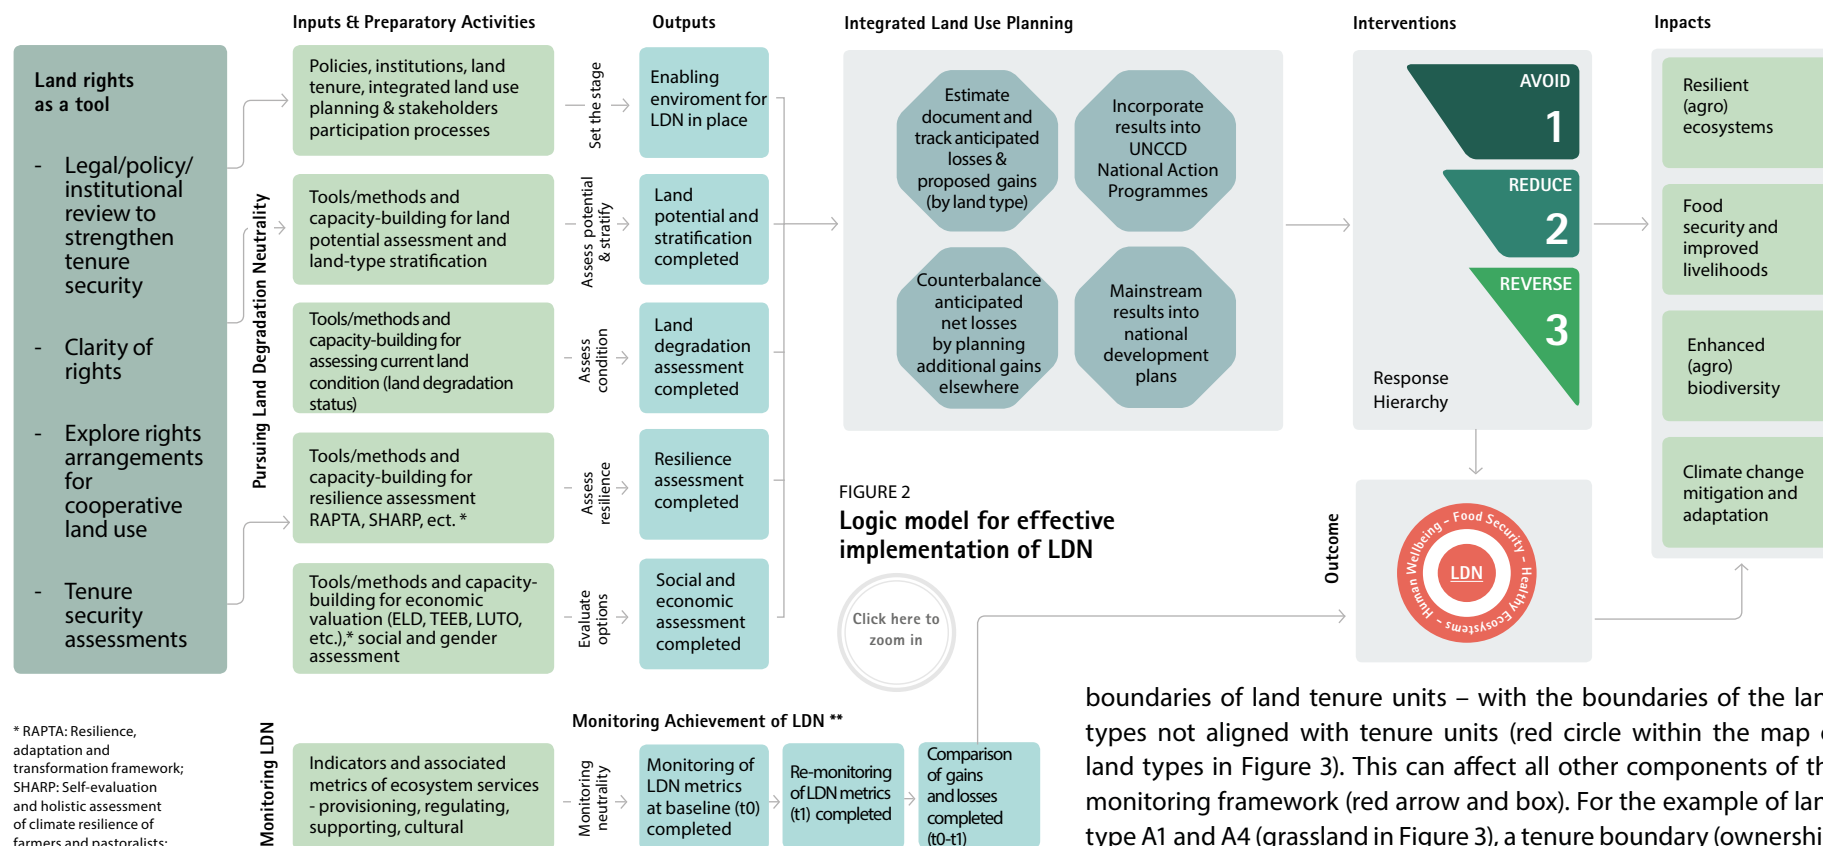 Inputs & Preparatory Activities
Outputs
Integrated Land Use Planning
Interventions
Inpacts
Land rights
as a tool
- Legal/policy/
institutional
review to
strengthen
tenure
security
- Clarity of
rights
- Explore rights
arrangements
for
cooperative
land use
- Tenure
security
assessments
Pursuing Land Degradation Neutrality
Policies, institutions, land
tenure, integrated land use
planning & stakeholders
participation processes
Set the stage
Enabling
enviroment for
LDN in place
Tools/methods and
capacity-building for land
potential assessment and
land-type stratification
Assess potential
& stratify
Land
potential and
stratification
completed
Tools/methods and
capacity-building for
assessing current land
condition (land degradation
status)
Assess
condition
Land
degradation
assessment
completed
Tools/methods and
capacity-building for
resilience assessment
RAPTA, SHARP, ect. *
Assess
resilience
Resilience
assessment
completed
Tools/methods and capacity-
building for economic
valuation (ELD, TEEB, LUTO,
etc.),* social and gender
assessment
Evaluate
options
Social and
economic
assessment
completed
Estimate
document and
track anticipated
losses &
proposed gains
(by land type)
Incorporate
results into
UNCCD
National Action
Programmes
Counterbalance
anticipated
net losses
by planning
additional gains
elsewhere
Mainstream
results into
national
development
plans
AVOID
1
REDUCE
2
REVERSE
3
Response
Hierarchy
Resilient
(agro)
ecosystems
Food
security and
improved
livelihoods
Enhanced
(agro)
biodiversity
Climate change
mitigation and
adaptation
FIGURE 2
Logic model for effective
implementation of LDN
Click here to
zoom in
Outcome
Human Wellbeing – Food Security – Healthy Ecosystems –
LDN
* RAPTA: Resilience,
adaptation and
transformation framework;
SHARP: Self-evaluation
and holistic assessment
of climate resilience of
farmers and pastoralists;
Monitoring LDN
Monitoring Achievement of LDN **
Indicators and associated
metrics of ecosystem services
- provisioning, regulating,
supporting, cultural
Monitoring
neutrality
Monitoring of
LDN metrics
at baseline (t0)
completed
Re-monitoring
of LDN metrics
(t1) completed
Comparison
of gains
and losses
completed
(t0-t1)
boundaries of land tenure units – with the boundaries of the lan
types not aligned with tenure units (red circle within the map
land types in Figure 3). This can affect all other components of th
monitoring framework (red arrow and box). For the example of lan
type A1 and A4 (grassland in Figure 3), a tenure boundary (ownershi